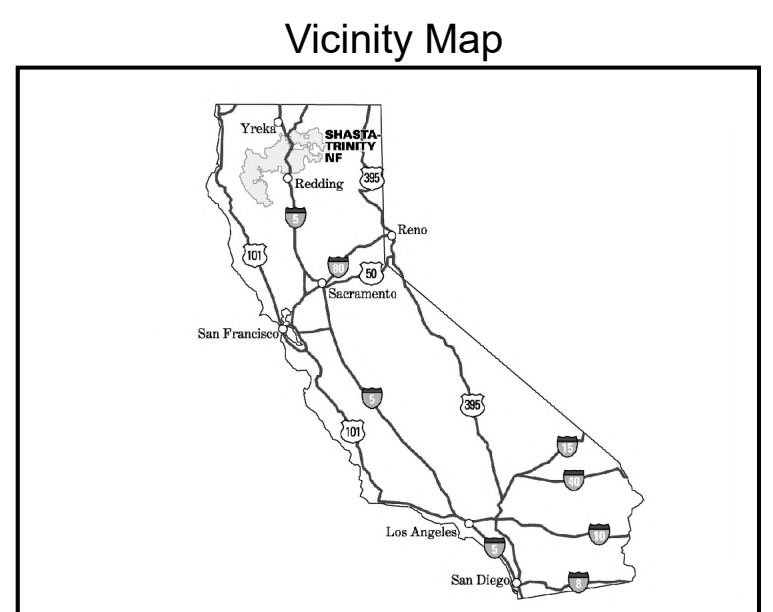 Vicinity Map
Yreka
SHASTA-
TRINITY
NF
395
Redding
5
Reno
101
80
50
Sacramento
San Francisco
5
395
101
15
40
Los Angeles
10
5
San Diego
8